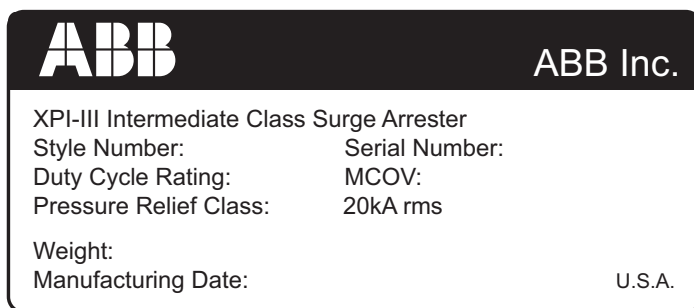 ABB
ABB Inc.
XPI-III Intermediate Class Surge Arrester
Style Number: Serial Number:
Duty Cycle Rating: MCOV:
Pressure Relief Class: 20kA rms
Weight:
Manufacturing Date: U.S.A.